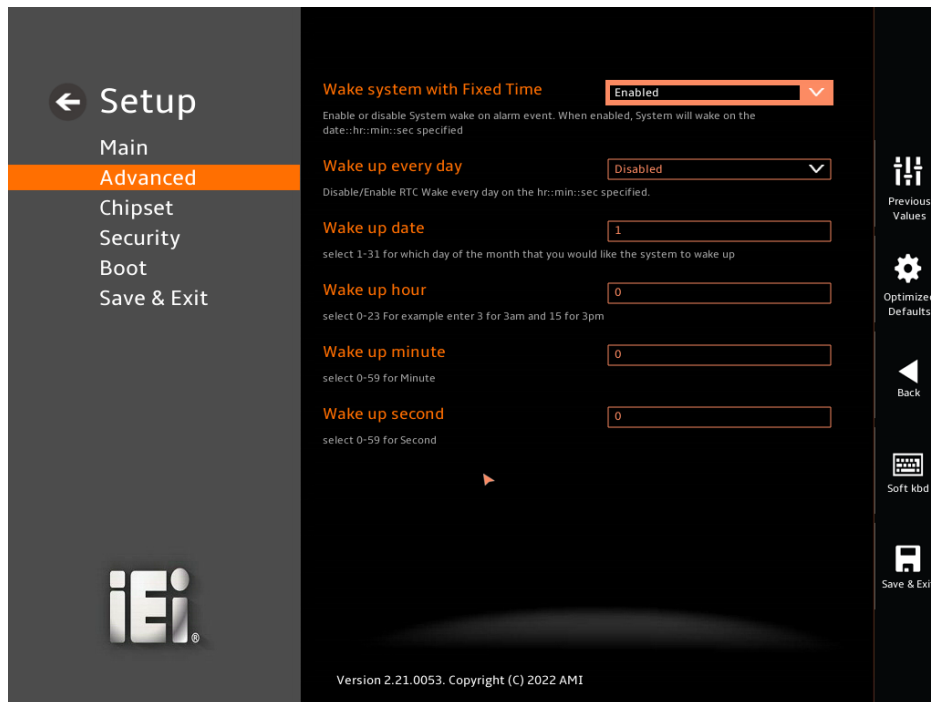 Setup
Main
Advanced
Chipset
Security
Boot
Save & Exit
Wake system with Fixed Time
Enabled
Enable or disable System wake on alarm event. When enabled, System will wake on the
date::hr::min::sec specified
Wake up every day
Disabled
Disable/Enable RTC Wake every day on the hr::min::sec specified.
Wake up date
1
select 1-31 for which day of the month that you would like the system to wake up
Wake up hour
0
select 0-23 For example enter 3 for 3am and 15 for 3pm
Wake up minute
0
select 0-59 for Minute
Wake up second
0
select 0-59 for Second
Previous
Values
Optimized
Defaults
Back
Soft kbd
Save & Exi
iEi®
Version 2.21.0053. Copyright (C) 2022 AMI